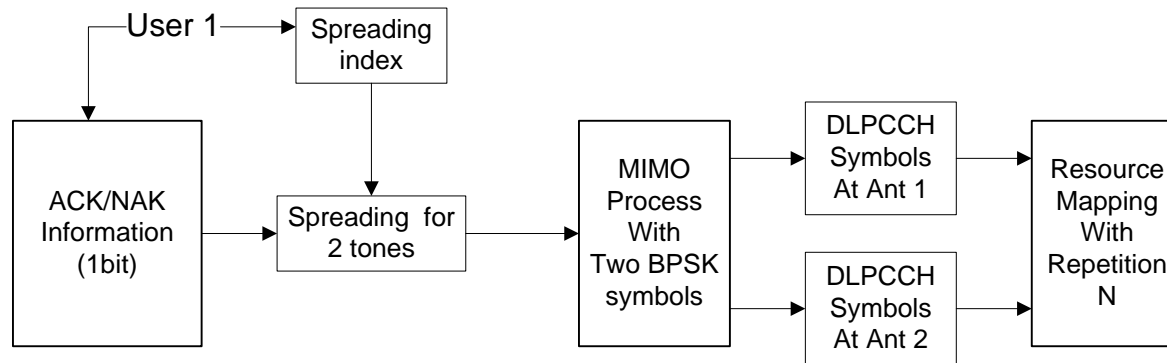 User 1
Spreading
index
ACK/NAK
Information
(1bit)
Spreading for
2 tones
MIMO
Process
With
Two BPSK
symbols
DLPCCH
Symbols
At Ant 1
DLPCCH
Symbols
At Ant 2
Resource
Mapping
With
Repetition
N